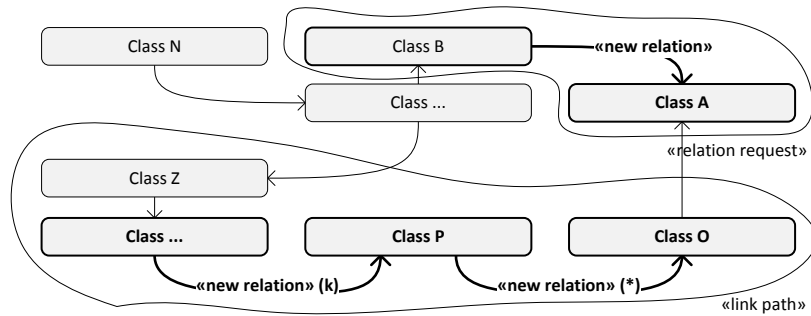 Class N
Class B
«new relation»
Class ...
Class A
«relation request»
Class Z
Class ...
Class P
Class O
«new relation» (k)
«new relation» (*)
«link path»